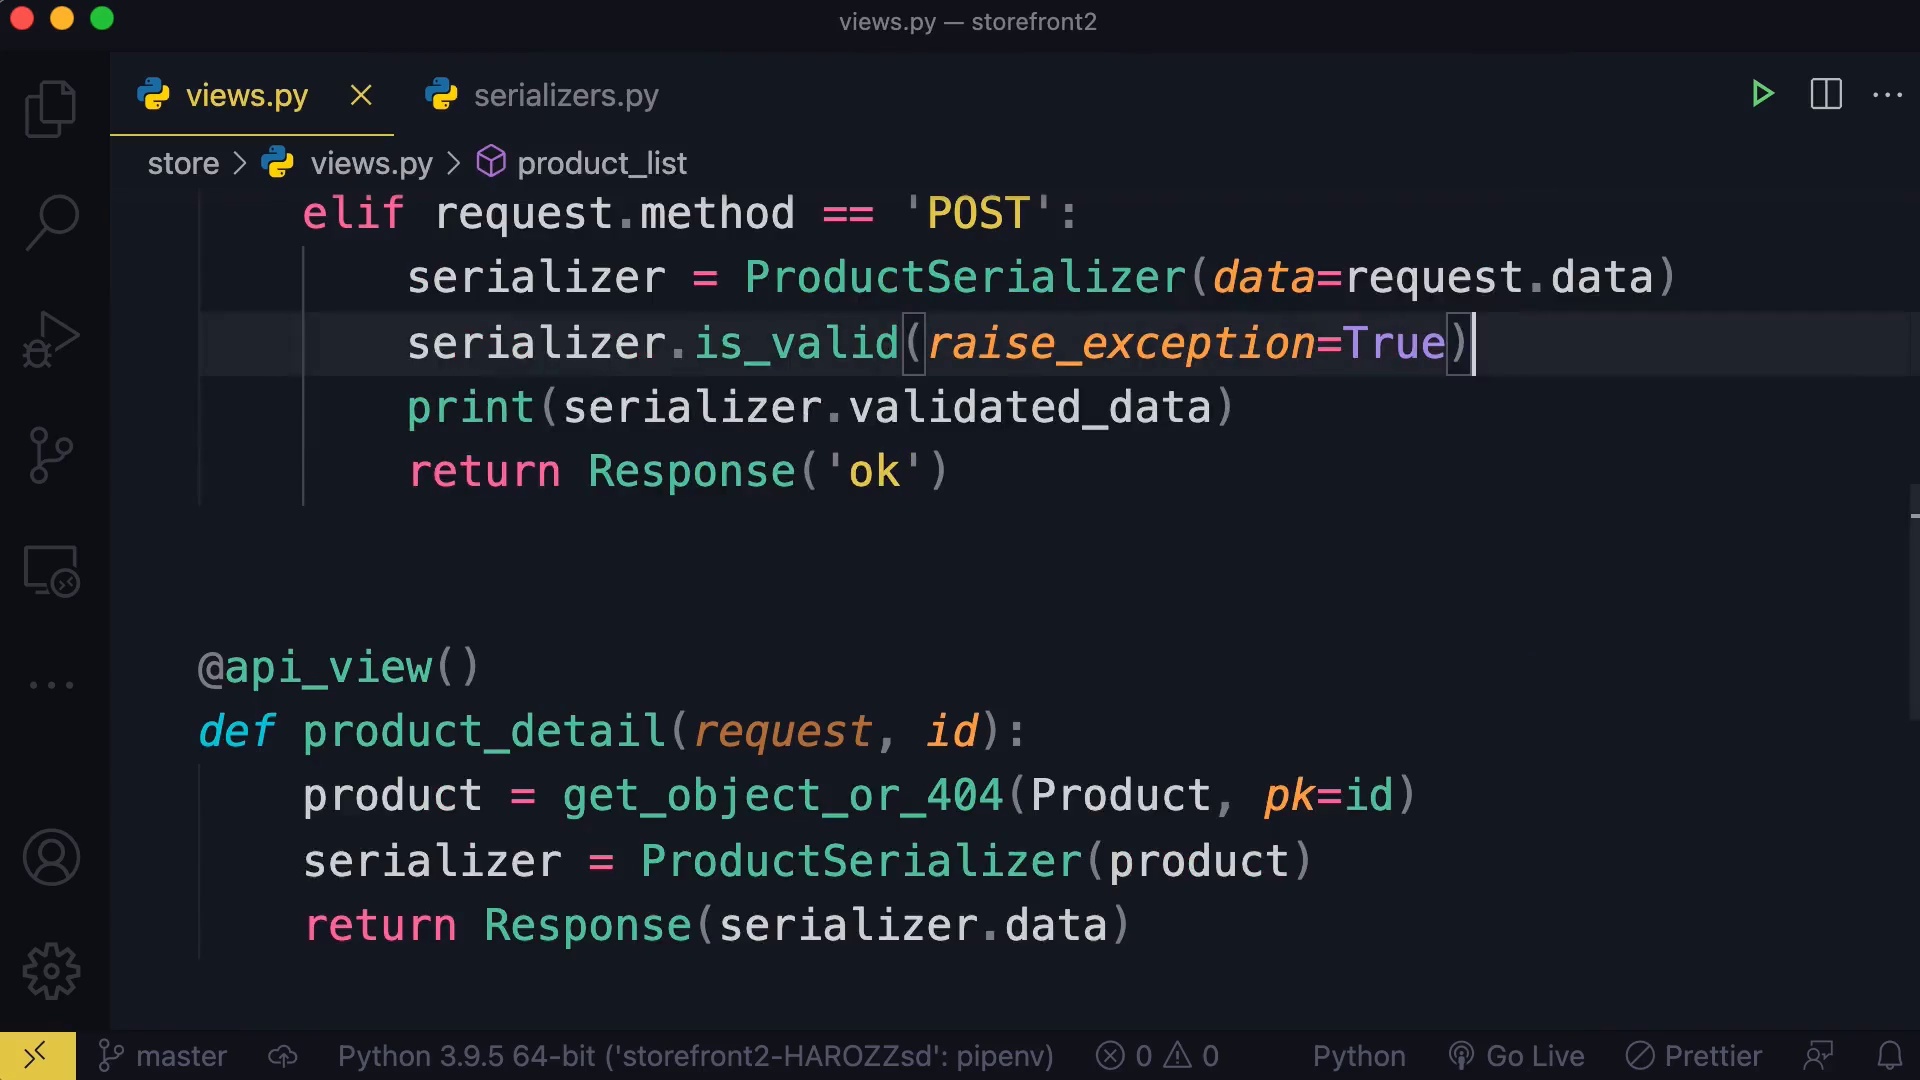 views.py — storefront2
views.py
serializers.py
store > views.py > product_list
elif request.method == 'POST':
serializer = ProductSerializer(data=request.data)
serializer.is_valid(raise_exception=True)
print(serializer.validated_data)
return Response('ok')
@api_view()
def product_detail(request, id):
product = get_object_or_404(Product, pk=id)
serializer = ProductSerializer(product)
return Response(serializer.data)
master Python 3.9.5 64-bit ('storefront2-HAROZZsd': pipenv) 0 0 Python Go Live Prettier